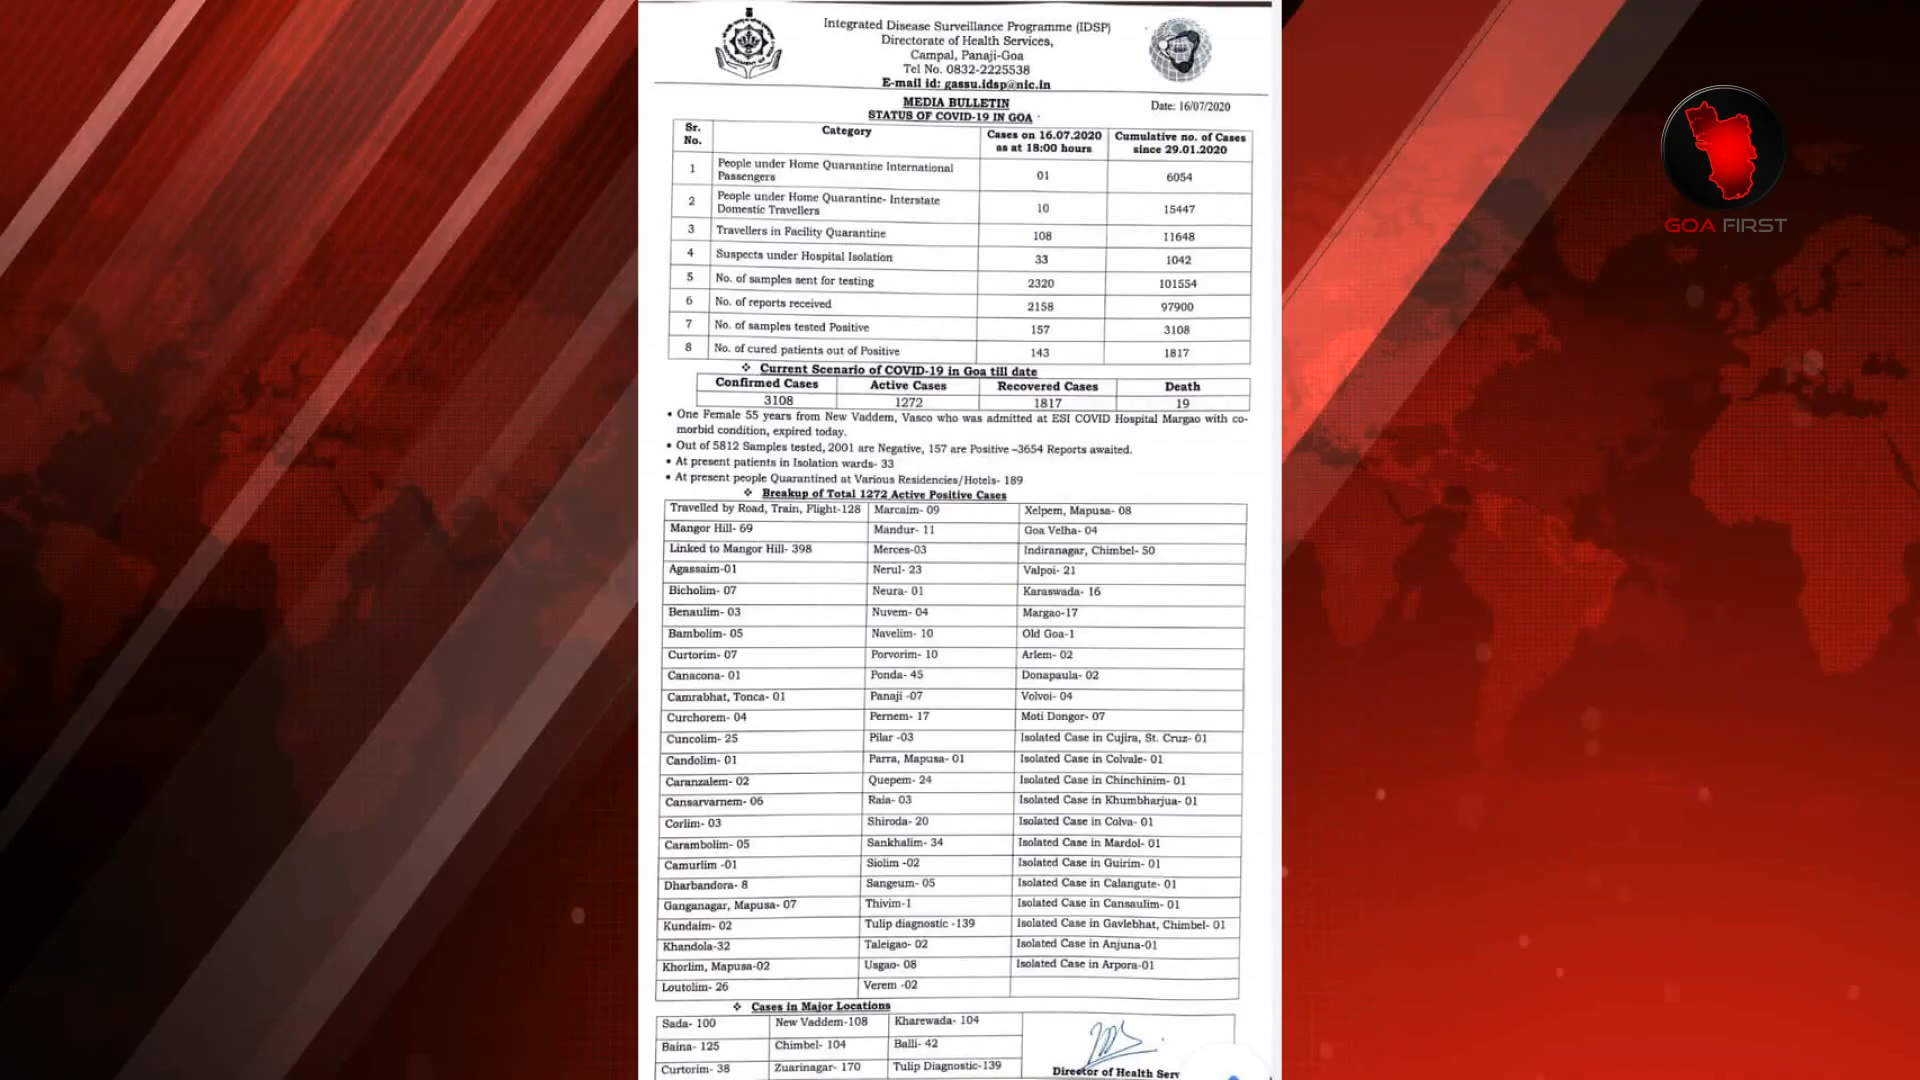 Integrated Disease Surveillance Programme (IDSP)
Directorate of Health Services,
Campal, Panaji-Goa
Tel No. 0832-2225538
E-mail id: gassu.idsp@nic.in
MEDIA BULLETIN
Date: 16/07/2020
STATUS OF COVID-19 IN GOA
Sr. No. Category Cases on 16.07.2020 as at 18:00 hours Cumulative no. of Cases since 29.01.2020
1 People under Home Quarantine International Passengers 01 6054
2 People under Home Quarantine- Interstate Domestic Travellers 10 15447
3 Travellers in Facility Quarantine 108 11648
4 Suspects under Hospital Isolation 33 1042
5 No. of samples sent for testing 2320 101554
6 No. of reports received 2158 97900
7 No. of samples tested Positive 157 3108
8 No. of cured patients out of Positive 143 1817
❖ Current Scenario of COVID-19 in Goa till date
Confirmed Cases Active Cases Recovered Cases Death
3108 1272 1817 19
• One Female 55 years from New Vaddem, Vasco who was admitted at ESI COVID Hospital Margao with co-
morbid condition, expired today.
• Out of 5812 Samples tested, 2001 are Negative, 157 are Positive –3654 Reports awaited.
• At present patients in Isolation wards- 33
• At present people Quarantined at Various Residencies/Hotels- 189
❖ Breakup of Total 1272 Active Positive Cases
Travelled by Road, Train, Flight-128 Marcaim- 09 Xelpem, Mapusa- 08
Mangor Hill- 69 Mandur- 11 Goa Velha- 04
Linked to Mangor Hill- 398 Merces-03 Indiranagar, Chimbel- 50
Agassaim-01 Nerul- 23 Valpoi- 21
Bicholim- 07 Neura- 01 Karaswada- 16
Benaulim- 03 Nuvem- 04 Margao-17
Bambolim- 05 Navelim- 10 Old Goa-1
Curtorim- 07 Porvorim- 10 Arlem- 02
Canacona- 01 Ponda- 45 Donapaula- 02
Camrabhat, Tonca- 01 Panaji -07 Volvoi- 04
Curchorem- 04 Pernem- 17 Moti Dongor- 07
Cuncolim- 25 Pilar -03 Isolated Case in Cujira, St. Cruz- 01
Candolim- 01 Parra, Mapusa- 01 Isolated Case in Colvale- 01
Caranzalem- 02 Quepem- 24 Isolated Case in Chinchinim- 01
Cansarvarnem- 06 Raia- 03 Isolated Case in Khumbharjua- 01
Corlim- 03 Shiroda- 20 Isolated Case in Colva- 01
Carambolim- 05 Sankhalim- 34 Isolated Case in Mardol- 01
Camurlim -01 Siolim -02 Isolated Case in Guirim- 01
Dharbandora- 8 Sangeum- 05 Isolated Case in Calangute- 01
Ganganagar, Mapusa- 07 Thivim-1 Isolated Case in Cansaulim- 01
Kundaim- 02 Tulip diagnostic -139 Isolated Case in Gavlebhat, Chimbel- 01
Khandola-32 Taleigao- 02 Isolated Case in Anjuna-01
Khorlim, Mapusa-02 Usgao- 08 Isolated Case in Arpora-01
Loutolim- 26 Verem -02
❖ Cases in Major Locations
Sada- 100 New Vaddem-108 Kharewada- 104
Baina- 125 Chimbel- 104 Balli- 42
Curtorim- 38 Zuarinagar- 170 Tulip Diagnostic-139
Director of Health Serv
GOA FIRST